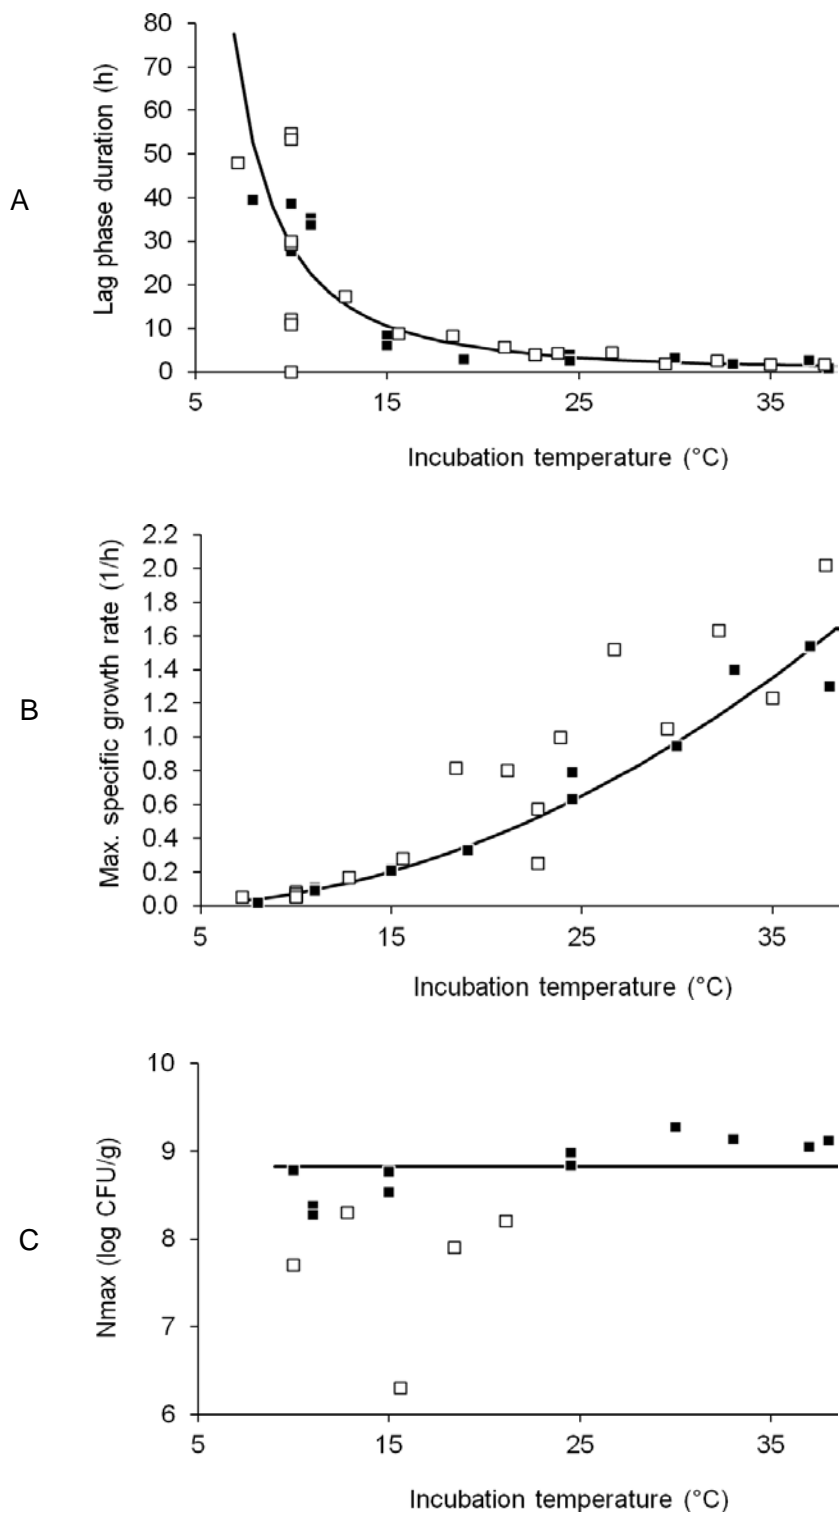 A
Lag phase duration (h)
80
70
60
50
40
30
20
10
0
5 15 25 35
Incubation temperature (°C)
B
Max. specific growth rate (1/h)
2.2
2.0
1.8
1.6
1.4
1.2
1.0
0.8
0.6
0.4
0.2
0.0
5 15 25 35
Incubation temperature (°C)
C
Nmax (log CFU/g)
10
9
8
7
6
5 15 25 35
Incubation temperature (°C)